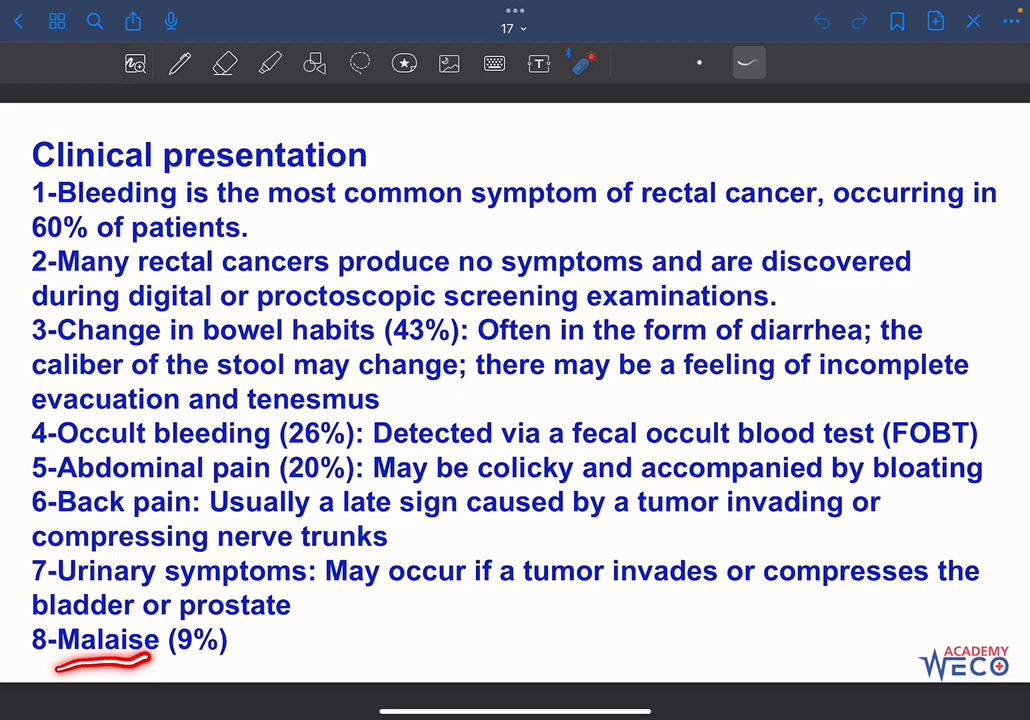 17
Clinical presentation
1-Bleeding is the most common symptom of rectal cancer, occurring in
60% of patients.
2-Many rectal cancers produce no symptoms and are discovered
during digital or proctoscopic screening examinations.
3-Change in bowel habits (43%): Often in the form of diarrhea; the
caliber of the stool may change; there may be a feeling of incomplete
evacuation and tenesmus
4-Occult bleeding (26%): Detected via a fecal occult blood test (FOBT)
5-Abdominal pain (20%): May be colicky and accompanied by bloating
6-Back pain: Usually a late sign caused by a tumor invading or
compressing nerve trunks
7-Urinary symptoms: May occur if a tumor invades or compresses the
bladder or prostate
8-Malaise (9%)
ACADEMY
WECO